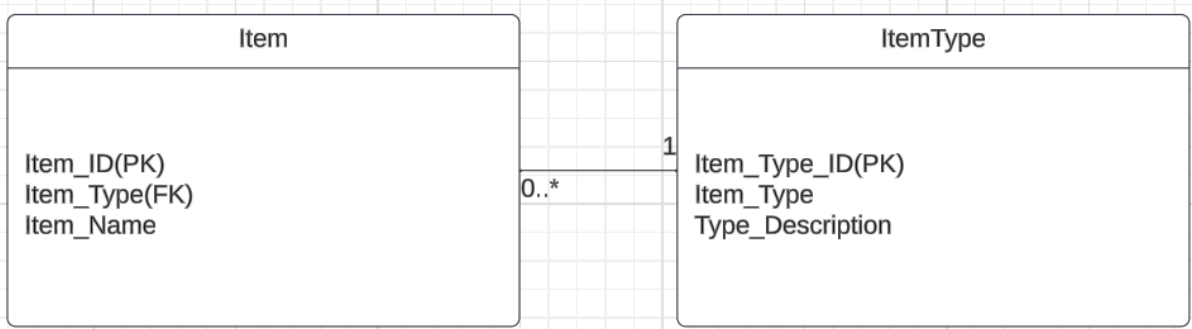 Item
Item_ID(PK)
Item_Type(FK)
Item_Name
0..*
1
ItemType
Item_Type_ID(PK)
Item_Type
Type_Description